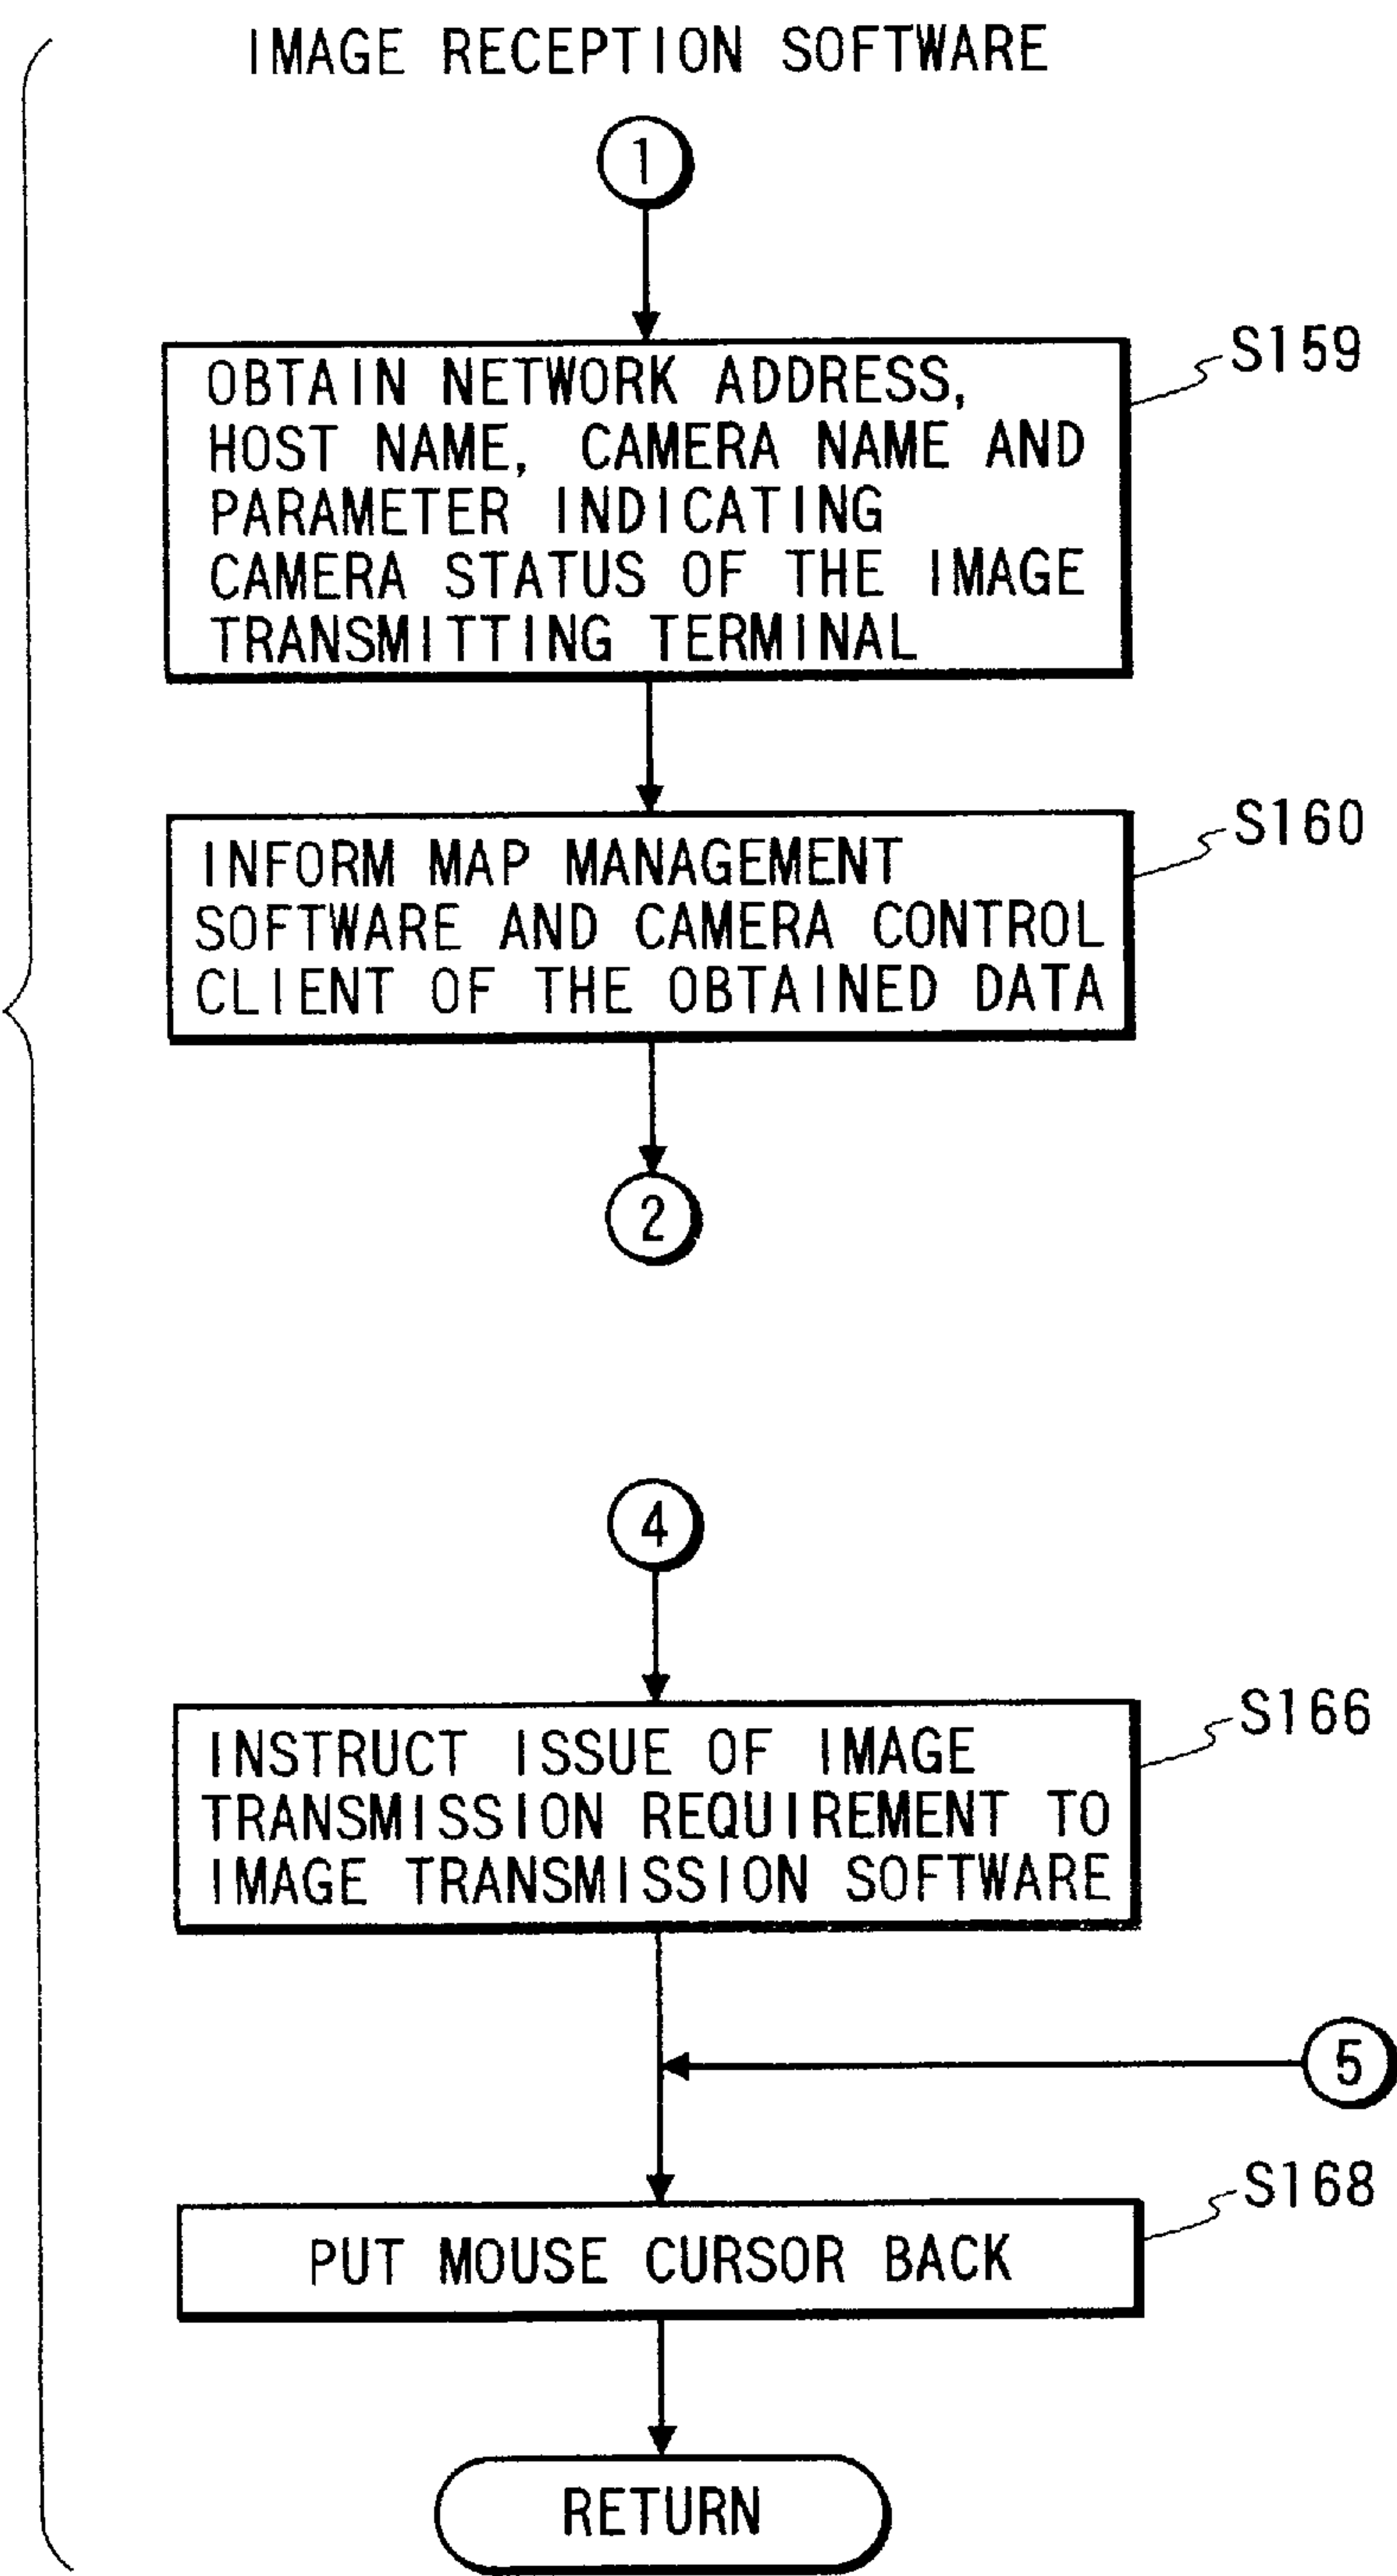 IMAGE RECEPTION SOFTWARE
1
S159
OBTAIN NETWORK ADDRESS,
HOST NAME, CAMERA NAME AND
PARAMETER INDICATING
CAMERA STATUS OF THE IMAGE
TRANSMITTING TERMINAL
S160
INFORM MAP MANAGEMENT
SOFTWARE AND CAMERA CONTROL
CLIENT OF THE OBTAINED DATA
2
4
S166
INSTRUCT ISSUE OF IMAGE
TRANSMISSION REQUIREMENT TO
IMAGE TRANSMISSION SOFTWARE
5
S168
PUT MOUSE CURSOR BACK
RETURN